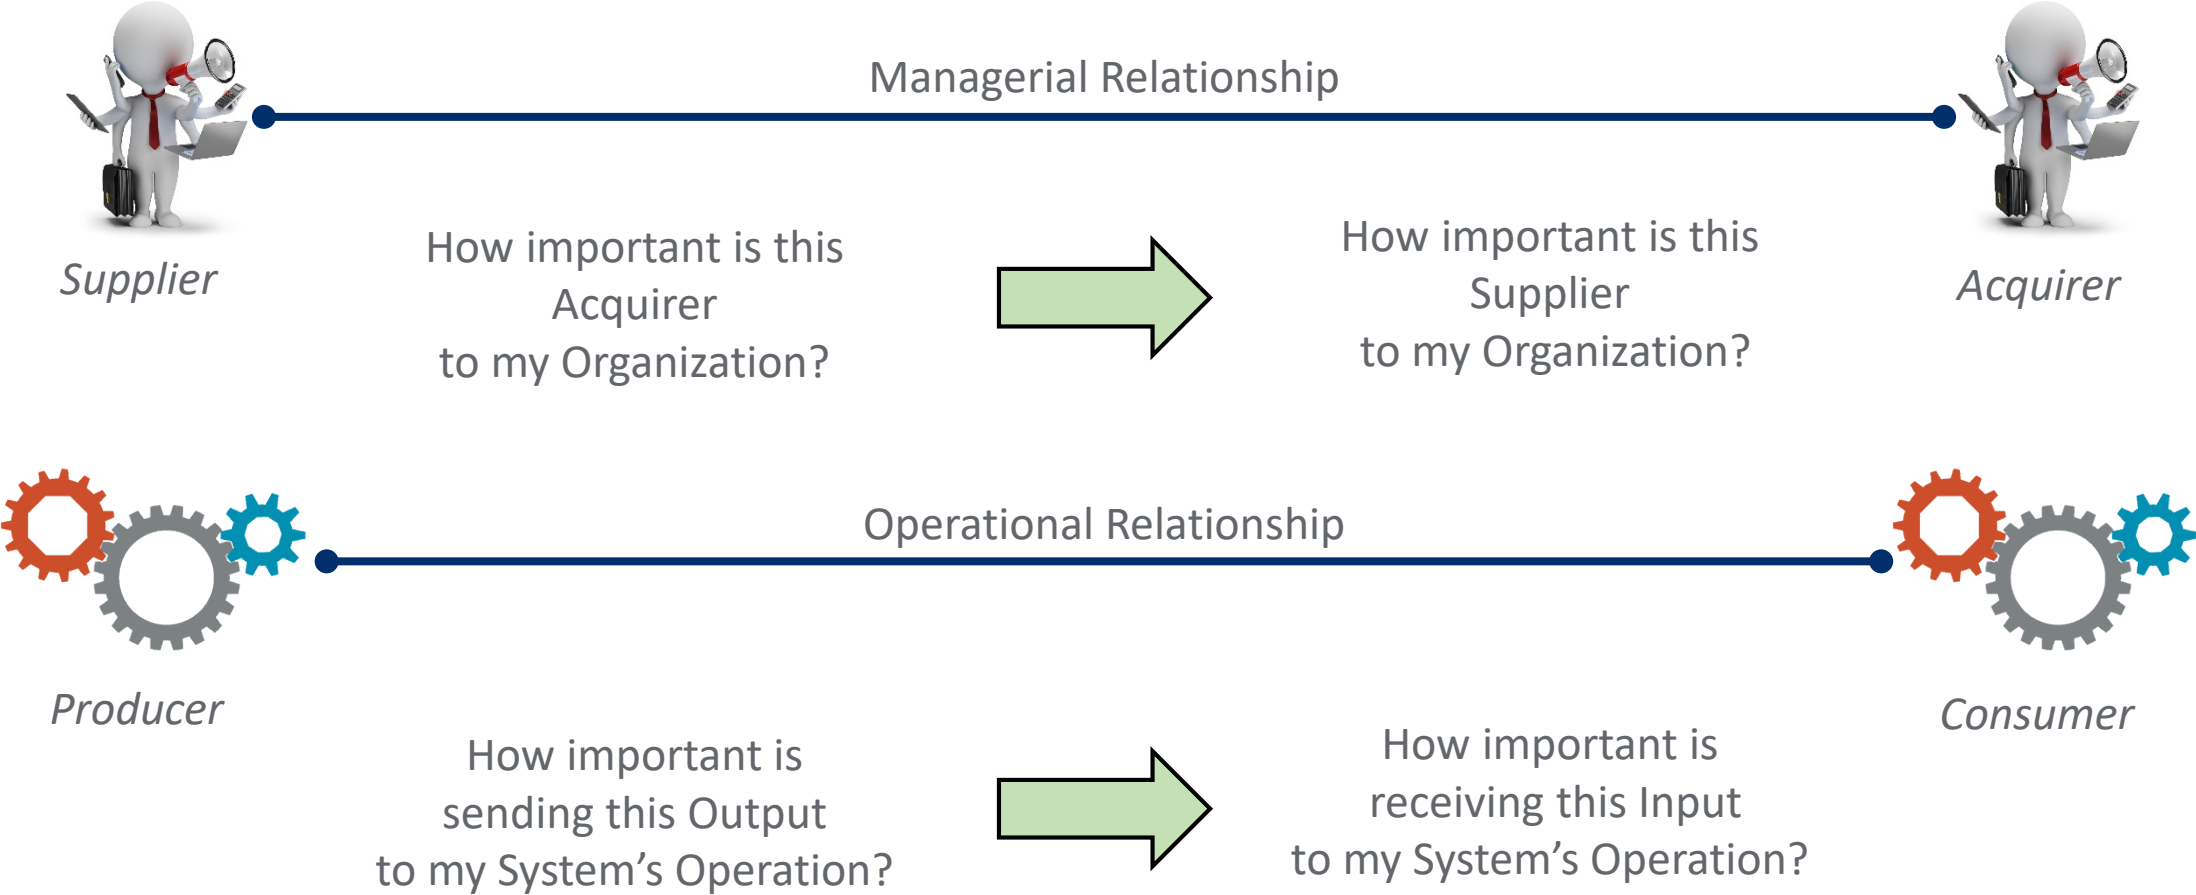 Managerial Relationship
Supplier
How important is this
Acquirer
to my Organization?
How important is this
Supplier
to my Organization?
Acquirer
Operational Relationship
Producer
How important is
sending this Output
to my System’s Operation?
How important is
receiving this Input
to my System’s Operation?
Consumer